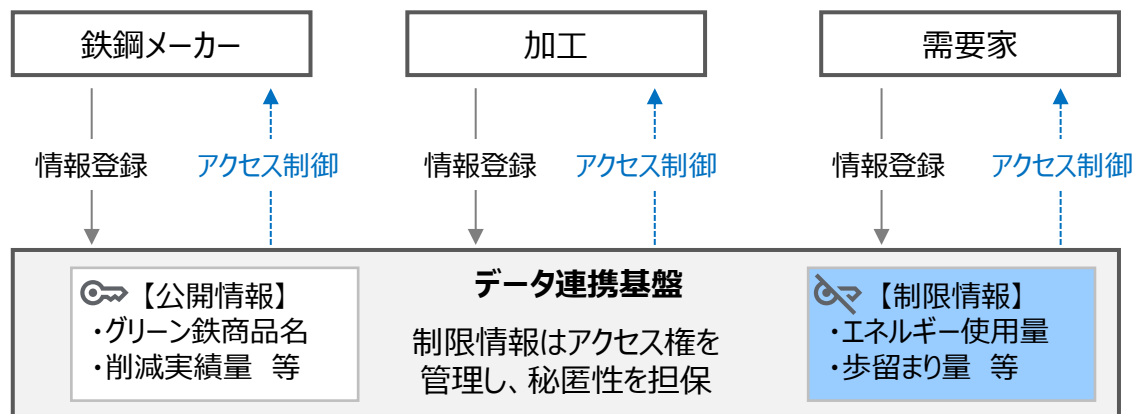 鉄鋼メーカー
加工
需要家
情報登録
アクセス制御
情報登録
アクセス制御
情報登録
アクセス制御
データ連携基盤
【公開情報】
・グリーン鉄商品名
・削減実績量 等
制限情報はアクセス権を
管理し、秘匿性を担保
【制限情報】
・エネルギー使用量
・歩留まり量 等